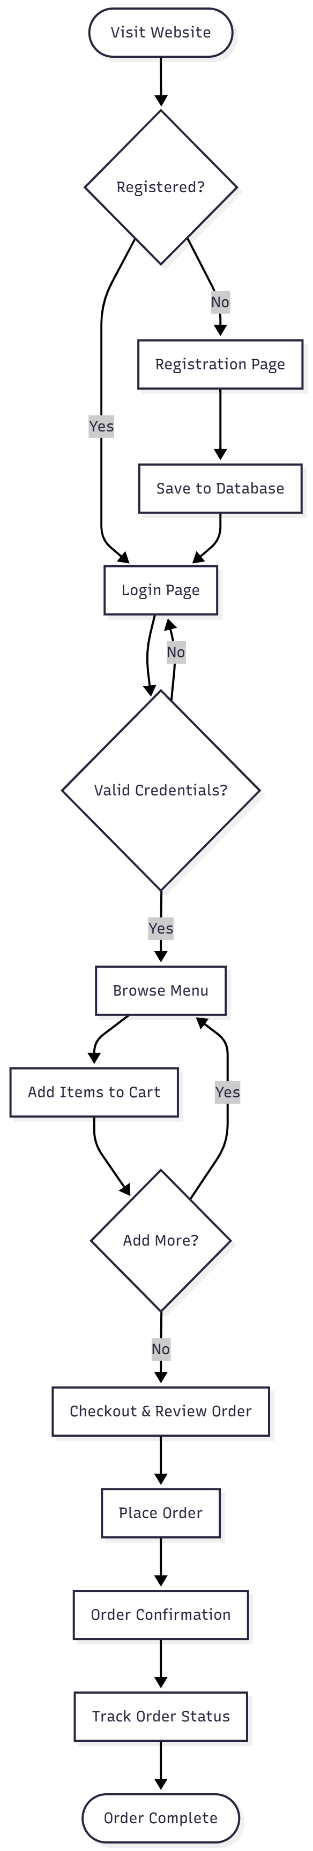 Visit Website
Registered?
No
Registration Page
Yes
Save to Database
Login Page
No
Valid Credentials?
Yes
Browse Menu
Add Items to Cart
Yes
Add More?
No
Checkout & Review Order
Place Order
Order Confirmation
Track Order Status
Order Complete